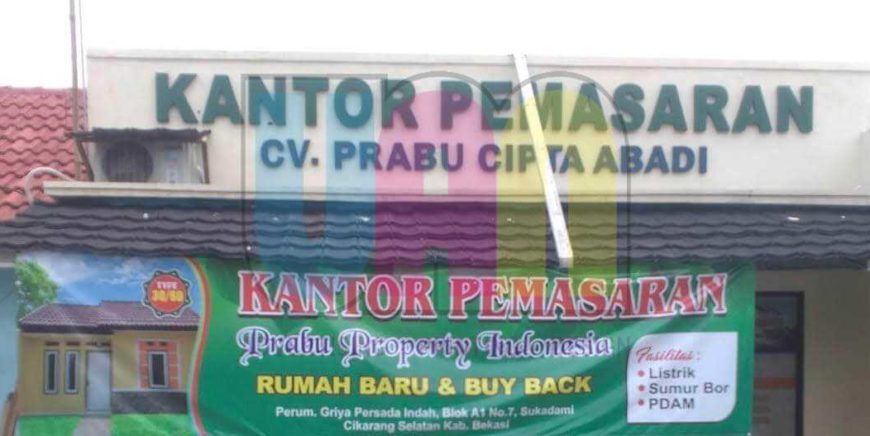 KANTOR PEMASARAN
CV. PRABU CIPTA ABADI
TYPE
30/60
KANTOR PEMASARAN
Prabu Property Indonesia
RUMAH BARU & BUY BACK
Perum. Griya Persada Indah, Blok A1 No.7, Sukadami
Cikarang Selatan Kab. Bekasi
Fasilitas :
• Listrik
• Sumur Bor
• PDAM